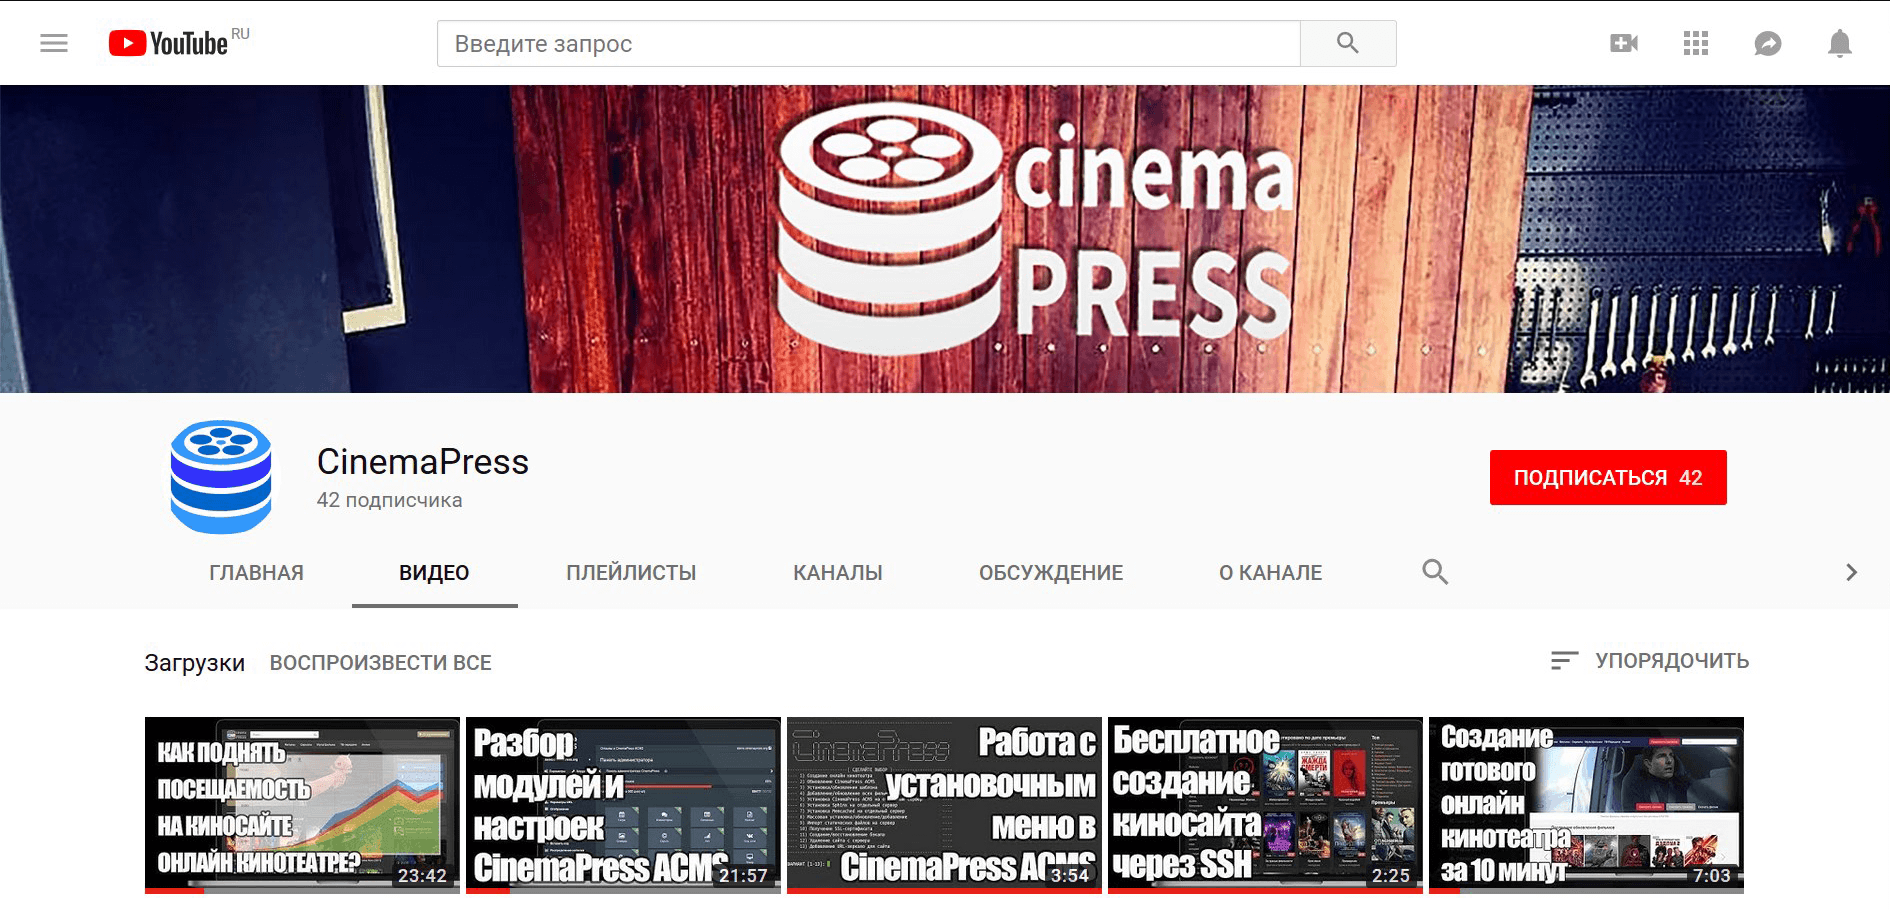 YouTube RU
Введите запрос
cinema
PRESS
CinemaPress
42 подписчика
ПОДПИСАТЬСЯ 42
ГЛАВНАЯ
ВИДЕО
ПЛЕЙЛИСТЫ
КАНАЛЫ
ОБСУЖДЕНИЕ
О КАНАЛЕ
Загрузки
ВОСПРОИЗВЕСТИ ВСЕ
УПОРЯДОЧИТЬ
КАК ПОДНЯТЬ
ПОСЕЩАЕМОСТЬ
НА КИНОСАЙТЕ
ОНЛАЙН КИНОТЕАТРЕ?
23:42
Разбор
модулей и
настроек
CinemaPress ACMS
21:57
CinemaPress
Работа с
установочным
меню в
CinemaPress ACMS
3:54
Бесплатное
создание
киносайта
через SSH
2:25
Создание
готового
онлайн
кинотеатра
за 10 минут
7:03